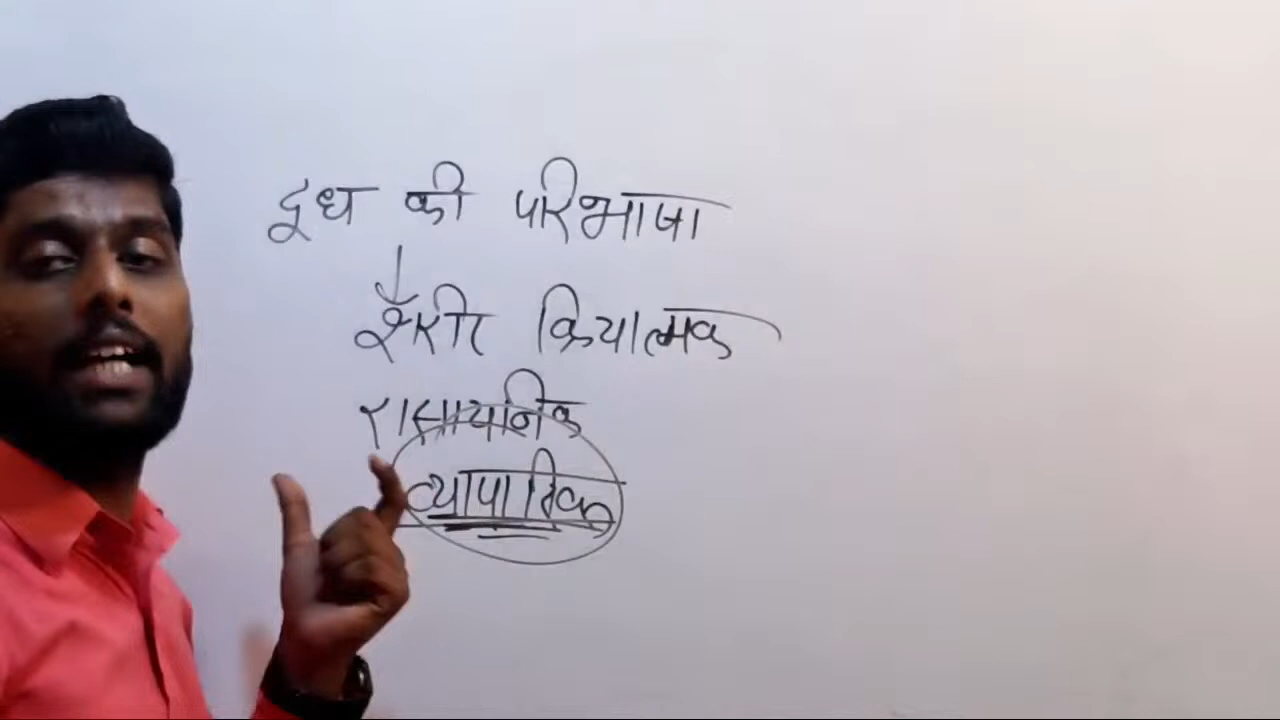 दूध की परिभाषा
शरीर क्रियात्मक
रासायनिक
व्यापारिक